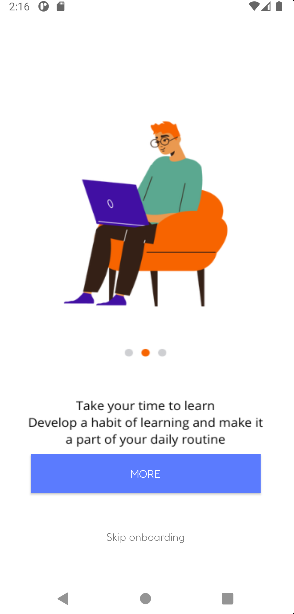 2:16
Take your time to learn
Develop a habit of learning and make it
a part of your daily routine
MORE
Skip onboarding